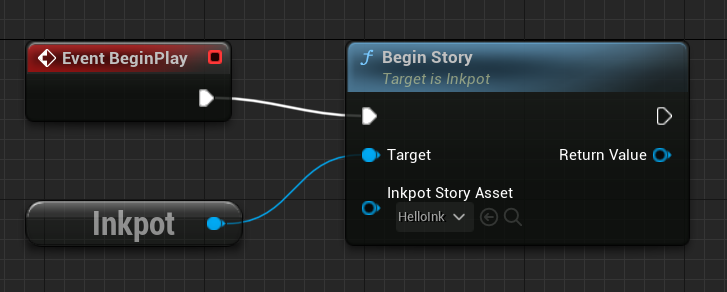 Event BeginPlay
f Begin Story
Target is Inkpot
Target
Return Value
Inkpot Story Asset
HelloInk
Inkpot